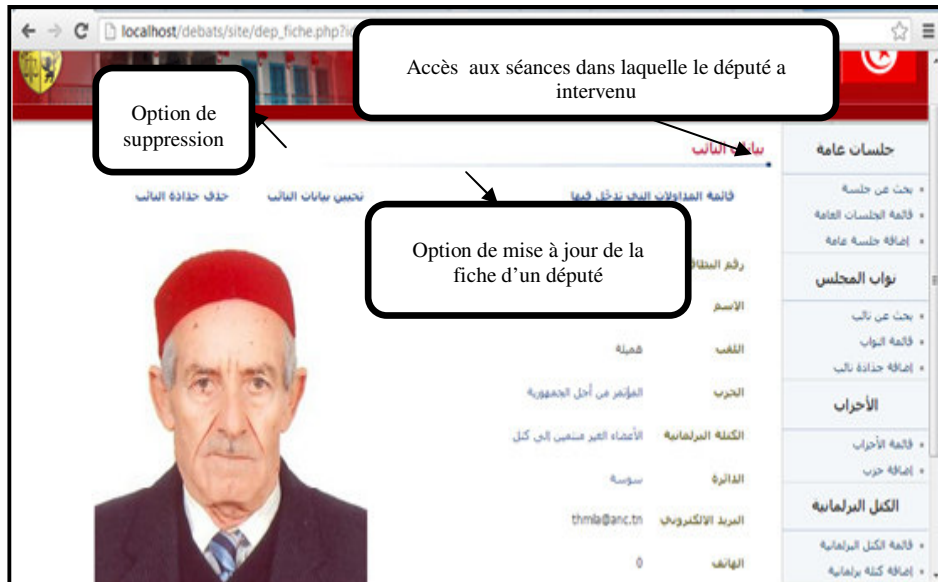 localhost/debats/site/dep_fiche.php?i
Accès aux séances dans laquelle le député a
intervenu
Option de
suppression
بيانات النائب
قائمة المداولات التي تدخّل فيها
تحيين بيانات النائب
حذف جذاذة النائب
Option de mise à jour de la
fiche d'un député
رقم
الاسم
اللقب
هميلة
الحزب
المؤتمر من أجل الجمهورية
الكتلة البرلمانية
الأعضاء الغير منتمين إلى كتل
الدائرة
سوسة
البريد الالكتروني
thmla@anc.tn
الهاتف
0
جلسات عامة
بحث عن جلسة
قائمة الجلسات العامة
إضافة جلسة عامة
نواب المجلس
بحث عن نائب
قائمة النواب
إضافة جذاذة نائب
الأحزاب
قائمة الأحزاب
إضافة حزب
الكتل البرلمانية
قائمة الكتل البرلمانية
إضافة كتلة برلمانية